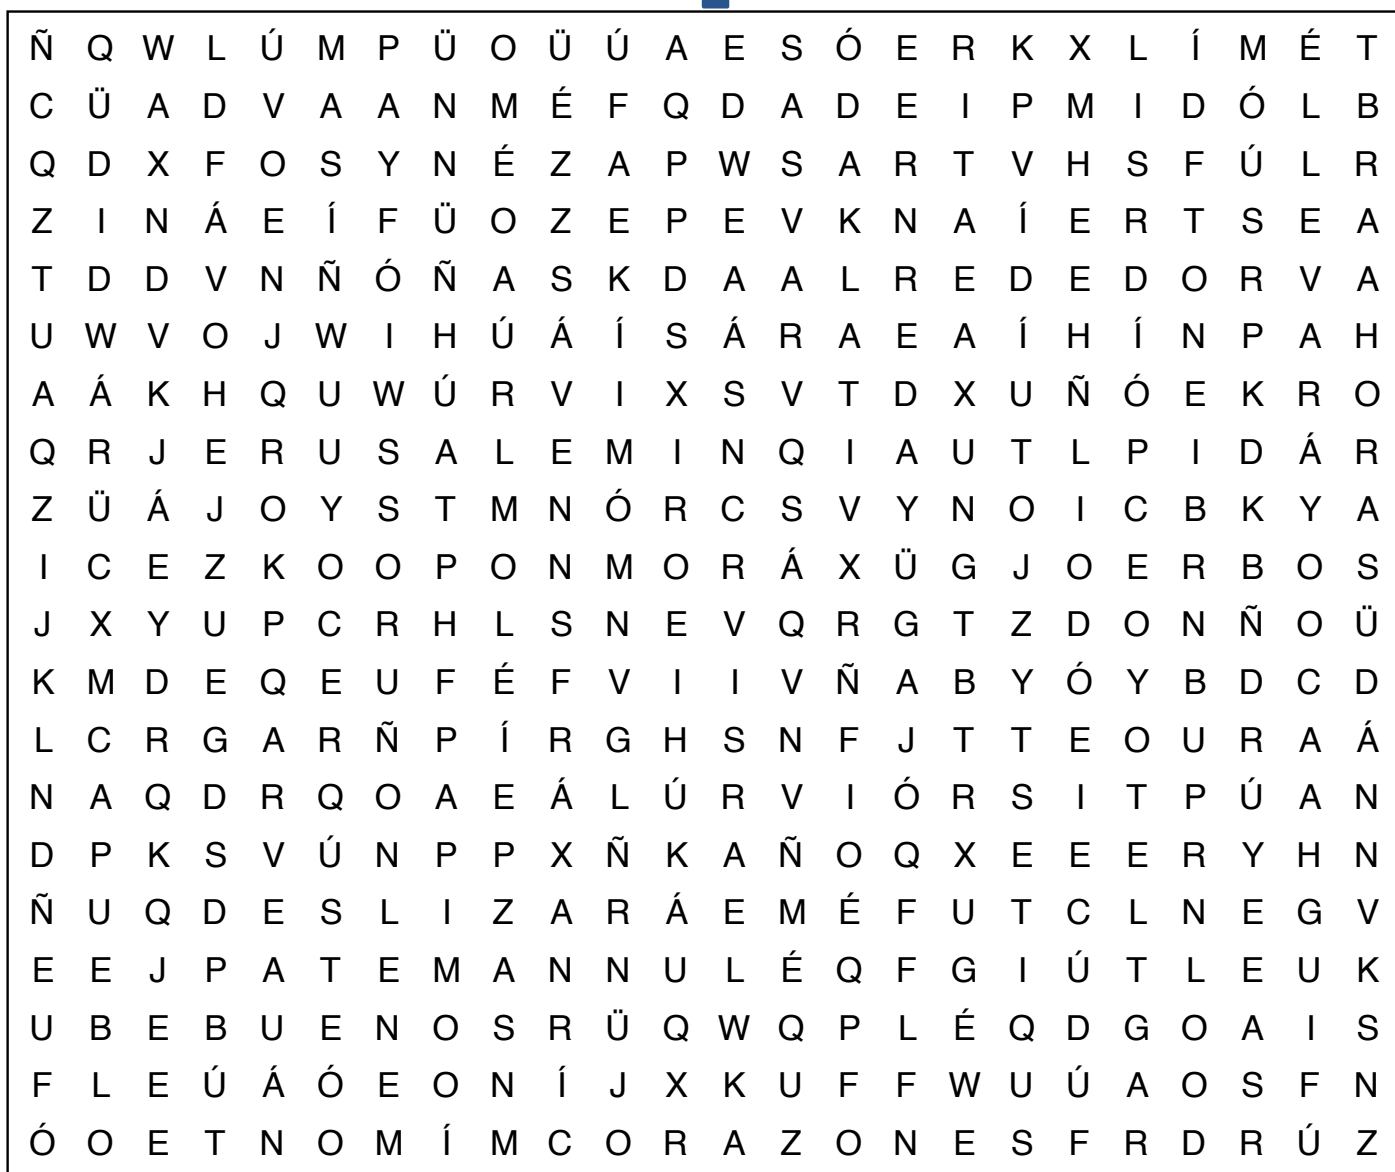 Ñ Q W L Ú M P Ü O Ü Ú A E S Ó E R K X L Í M É T
C Ü A D V A A N M É F Q D A D E I P M I D Ó L B
Q D X F O S Y N É Z A P W S A R T V H S F Ú L R
Z I N Á E Í F Ü O Z E P E V K N A Í E R T S E A
T D D V N Ñ Ó Ñ A S K D A A L R E D E D O R V A
U W V O J W I H Ú Á Í S Á R A E A Í H Í N P A H
A Á K H Q U W Ú R V I X S V T D X U Ñ Ó E K R O
Q R J E R U S A L E M I N Q I A U T L P I D Á R
Z Ü Á J O Y S T M N Ó R C S V Y N O I C B K Y A
I C E Z K O O P O N M O R Á X Ü G J O E R B O S
J X Y U P C R H L S N E V Q R G T Z D O N Ñ O Ü
K M D E Q E U F É F V I I V Ñ A B Y Ó Y B D C D
L C R G A R Ñ P Í R G H S N F J T T E O U R A Á
N A Q D R Q O A E Á L Ú R V I Ó R S I T P Ú A N
D P K S V Ú N P P X Ñ K A Ñ O Q X E E E R Y H N
Ñ U Q D E S L I Z A R Á E M É F U T C L N E G V
E E J P A T E M A N N U L É Q F G I Ú T L E U K
U B E B U E N O S R Ü Q W Q P L É Q D G O A I S
F L E Ú Á Ó E O N Í J X K U F F W U Ú A O S F N
Ó O E T N O M Í M C O R A Z O N E S F R D R Ú Z